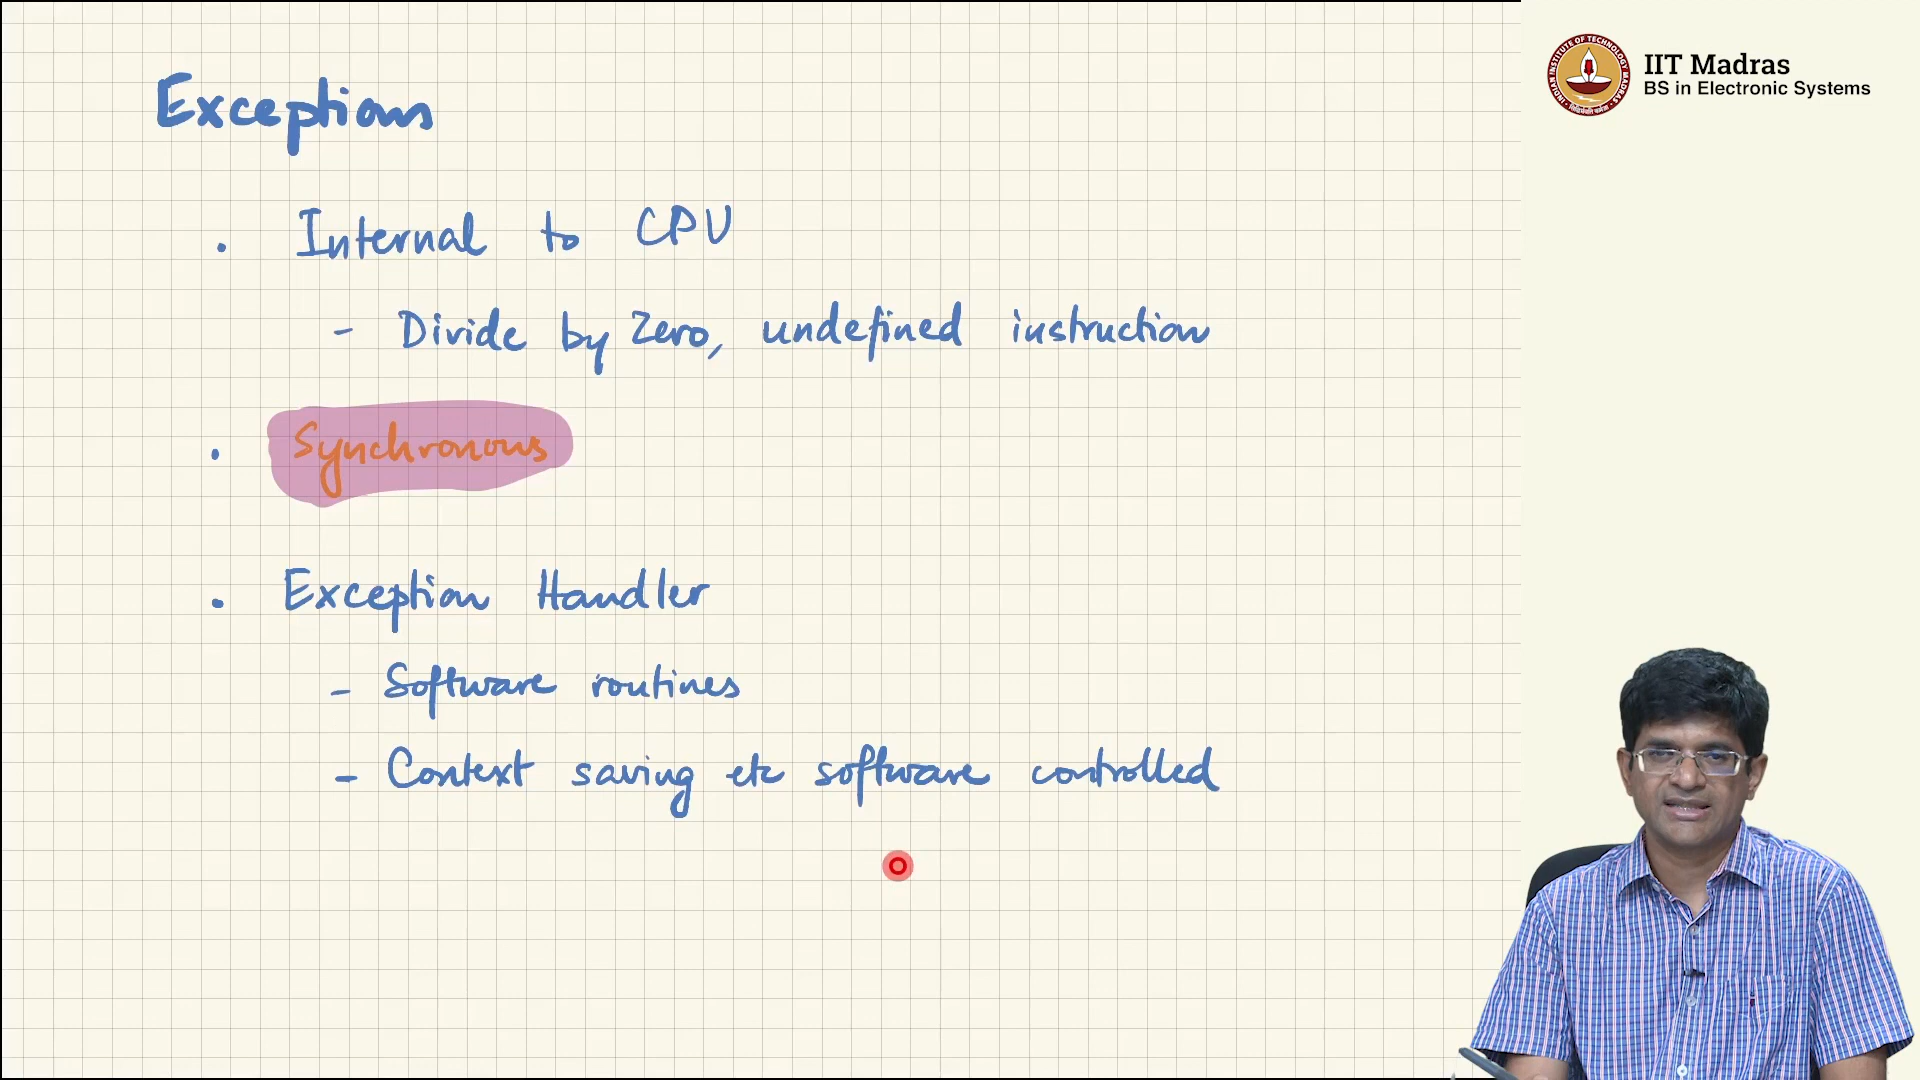 Exceptions
. Internal to CPU
- Divide by Zero, undefined instruction
. Synchronous
. Exception Handler
- Software routines
- Context saving etc software controlled
IIT Madras
BS in Electronic Systems